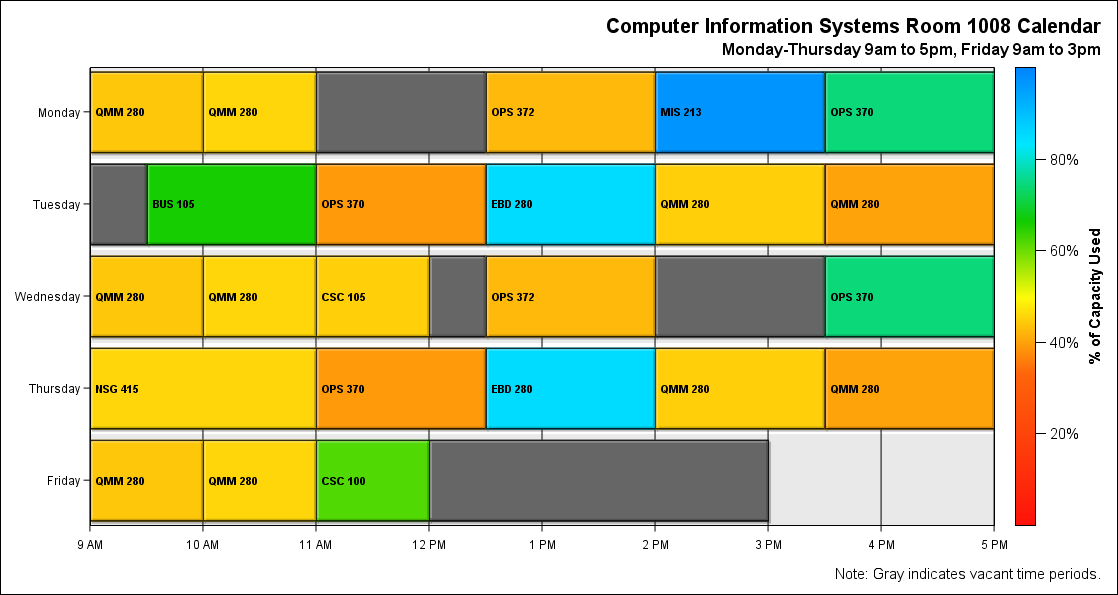 Computer Information Systems Room 1008 Calendar
Monday-Thursday 9am to 5pm, Friday 9am to 3pm
Monday QMM 280 QMM 280 OPS 372 MIS 213 OPS 370
Tuesday BUS 105 OPS 370 EBD 280 QMM 280 QMM 280
Wednesday QMM 280 QMM 280 CSC 105 OPS 372 OPS 370
Thursday NSG 415 OPS 370 EBD 280 QMM 280 QMM 280
Friday QMM 280 QMM 280 CSC 100
9 AM 10 AM 11 AM 12 PM 1 PM 2 PM 3 PM 4 PM 5 PM
80%
60%
40%
20%
% of Capacity Used
Note: Gray indicates vacant time periods.